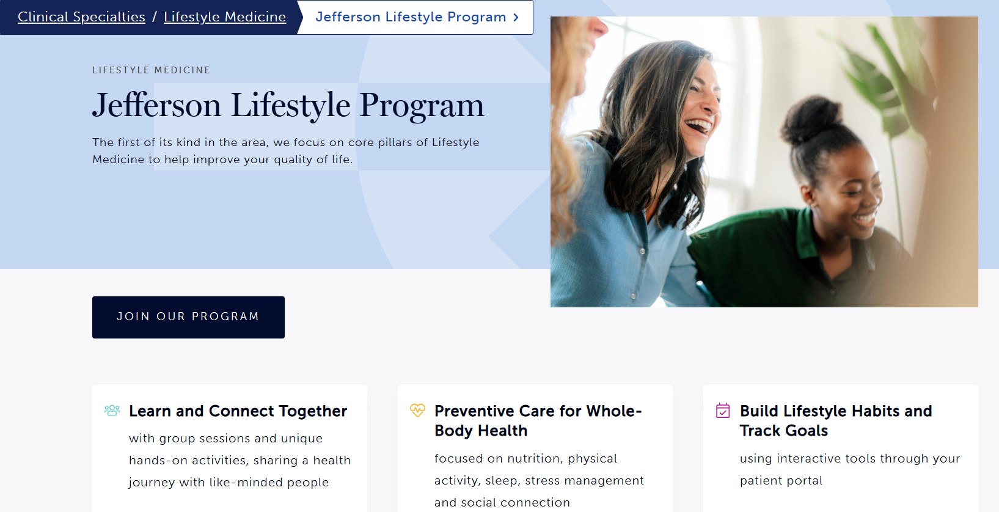 Clinical Specialties / Lifestyle Medicine Jefferson Lifestyle Program
LIFESTYLE MEDICINE
Jefferson Lifestyle Program
The first of its kind in the area, we focus on core pillars of Lifestyle
Medicine to help improve your quality of life.
JOIN OUR PROGRAM
Learn and Connect Together
with group sessions and unique
hands-on activities, sharing a health
journey with like-minded people
Preventive Care for Whole-
Body Health
focused on nutrition, physical
activity, sleep, stress management
and social connection
Build Lifestyle Habits and
Track Goals
using interactive tools through your
patient portal